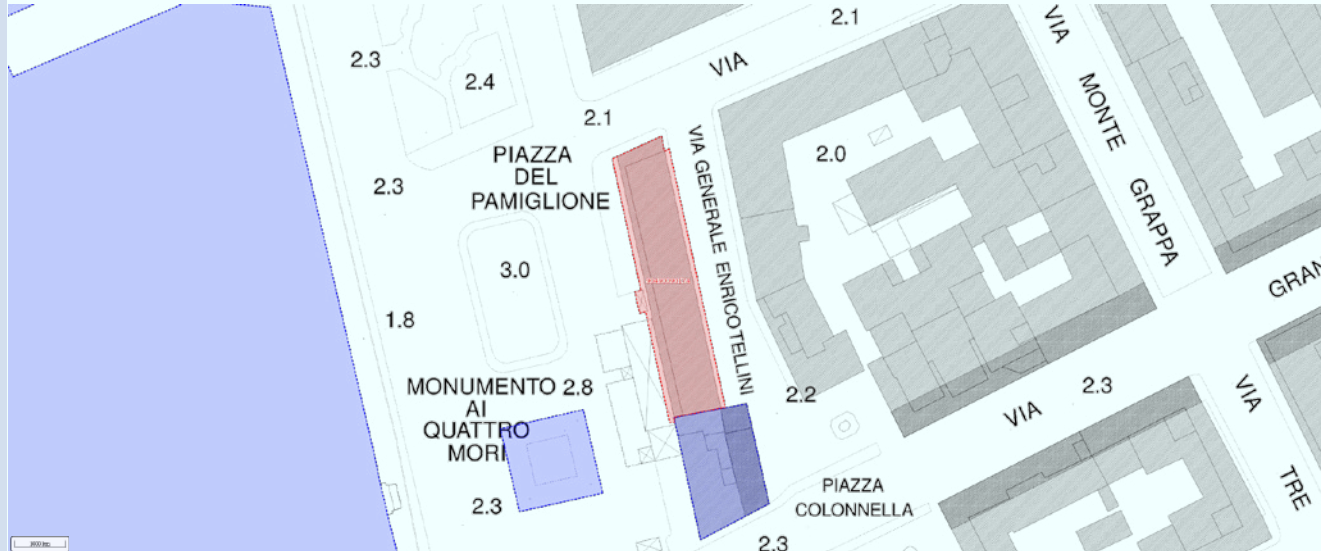 2.1
VIA
2.3
2.4
VIA
MONTE
GRAPPA
2.1
PIAZZA
DEL
PAMIGLIONE
VIA GENERALE ENRICOTELLINI
2.0
2.3
3.0
GRAN
1.8
MONUMENTO 2.8
AI
QUATTRO
MORI
2.2
2.3
VIA
VIA
TRE
2.3
PIAZZA
COLONNELLA
2.3